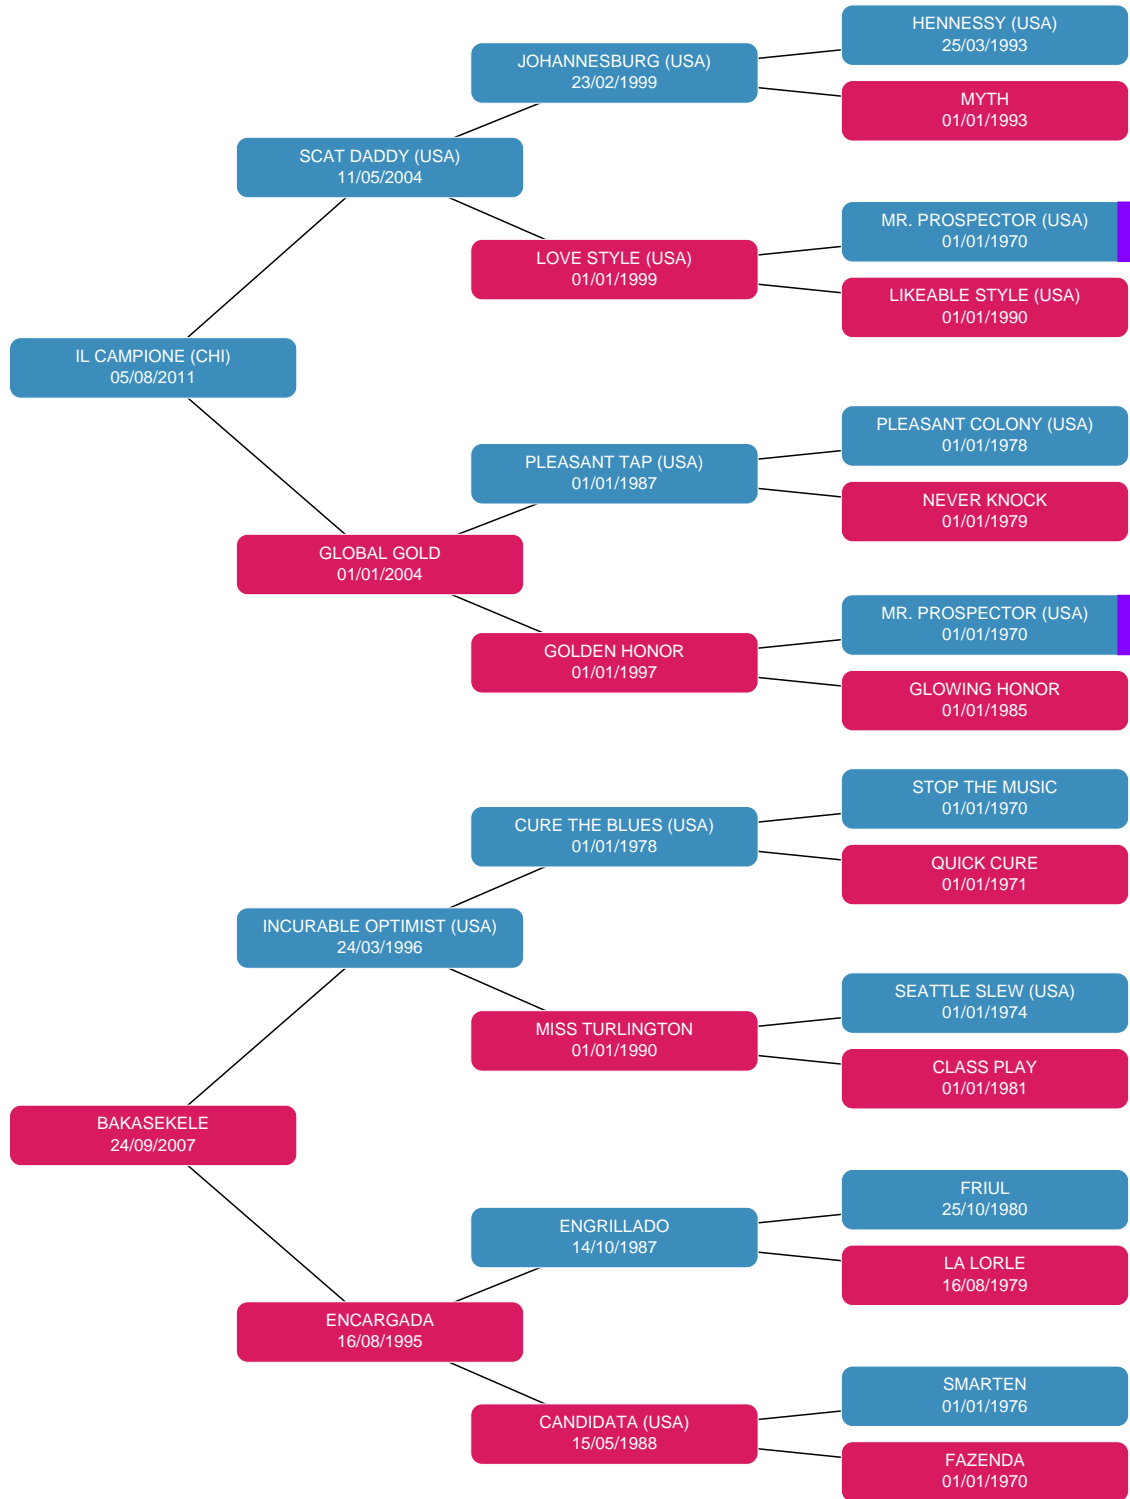 HENNESSY (USA)
25/03/1993
JOHANNESBURG (USA)
23/02/1999
MYTH
01/01/1993
SCAT DADDY (USA)
11/05/2004
MR. PROSPECTOR (USA)
01/01/1970
LOVE STYLE (USA)
01/01/1999
LIKEABLE STYLE (USA)
01/01/1990
IL CAMPIONE (CHI)
05/08/2011
PLEASANT COLONY (USA)
01/01/1978
PLEASANT TAP (USA)
01/01/1987
NEVER KNOCK
01/01/1979
GLOBAL GOLD
01/01/2004
MR. PROSPECTOR (USA)
01/01/1970
GOLDEN HONOR
01/01/1997
GLOWING HONOR
01/01/1985
STOP THE MUSIC
01/01/1970
CURE THE BLUES (USA)
01/01/1978
QUICK CURE
01/01/1971
INCURABLE OPTIMIST (USA)
24/03/1996
SEATTLE SLEW (USA)
01/01/1974
MISS TURLINGTON
01/01/1990
CLASS PLAY
01/01/1981
BAKASEKELE
24/09/2007
FRIUL
25/10/1980
ENGRILLADO
14/10/1987
LA LORLE
16/08/1979
ENCARGADA
16/08/1995
SMARTEN
01/01/1976
CANDIDATA (USA)
15/05/1988
FAZENDA
01/01/1970